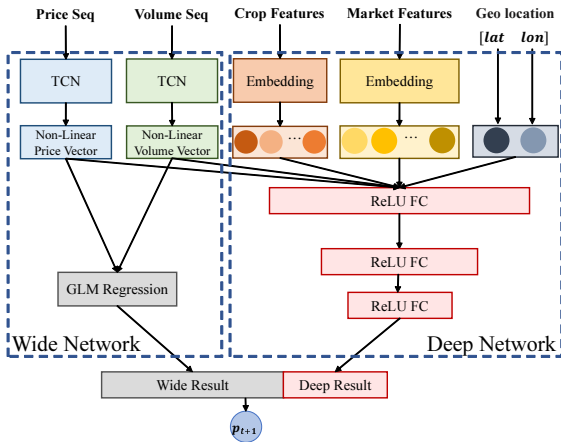 Price Seq
Volume Seq
Crop Features
Market Features
Geo location
[lat lon]
TCN
TCN
Embedding
Embedding
Non-Linear
Price Vector
Non-Linear
Volume Vector
...
...
ReLU FC
ReLU FC
GLM Regression
ReLU FC
Wide Network
Deep Network
Wide Result
Deep Result
p_{t+1}